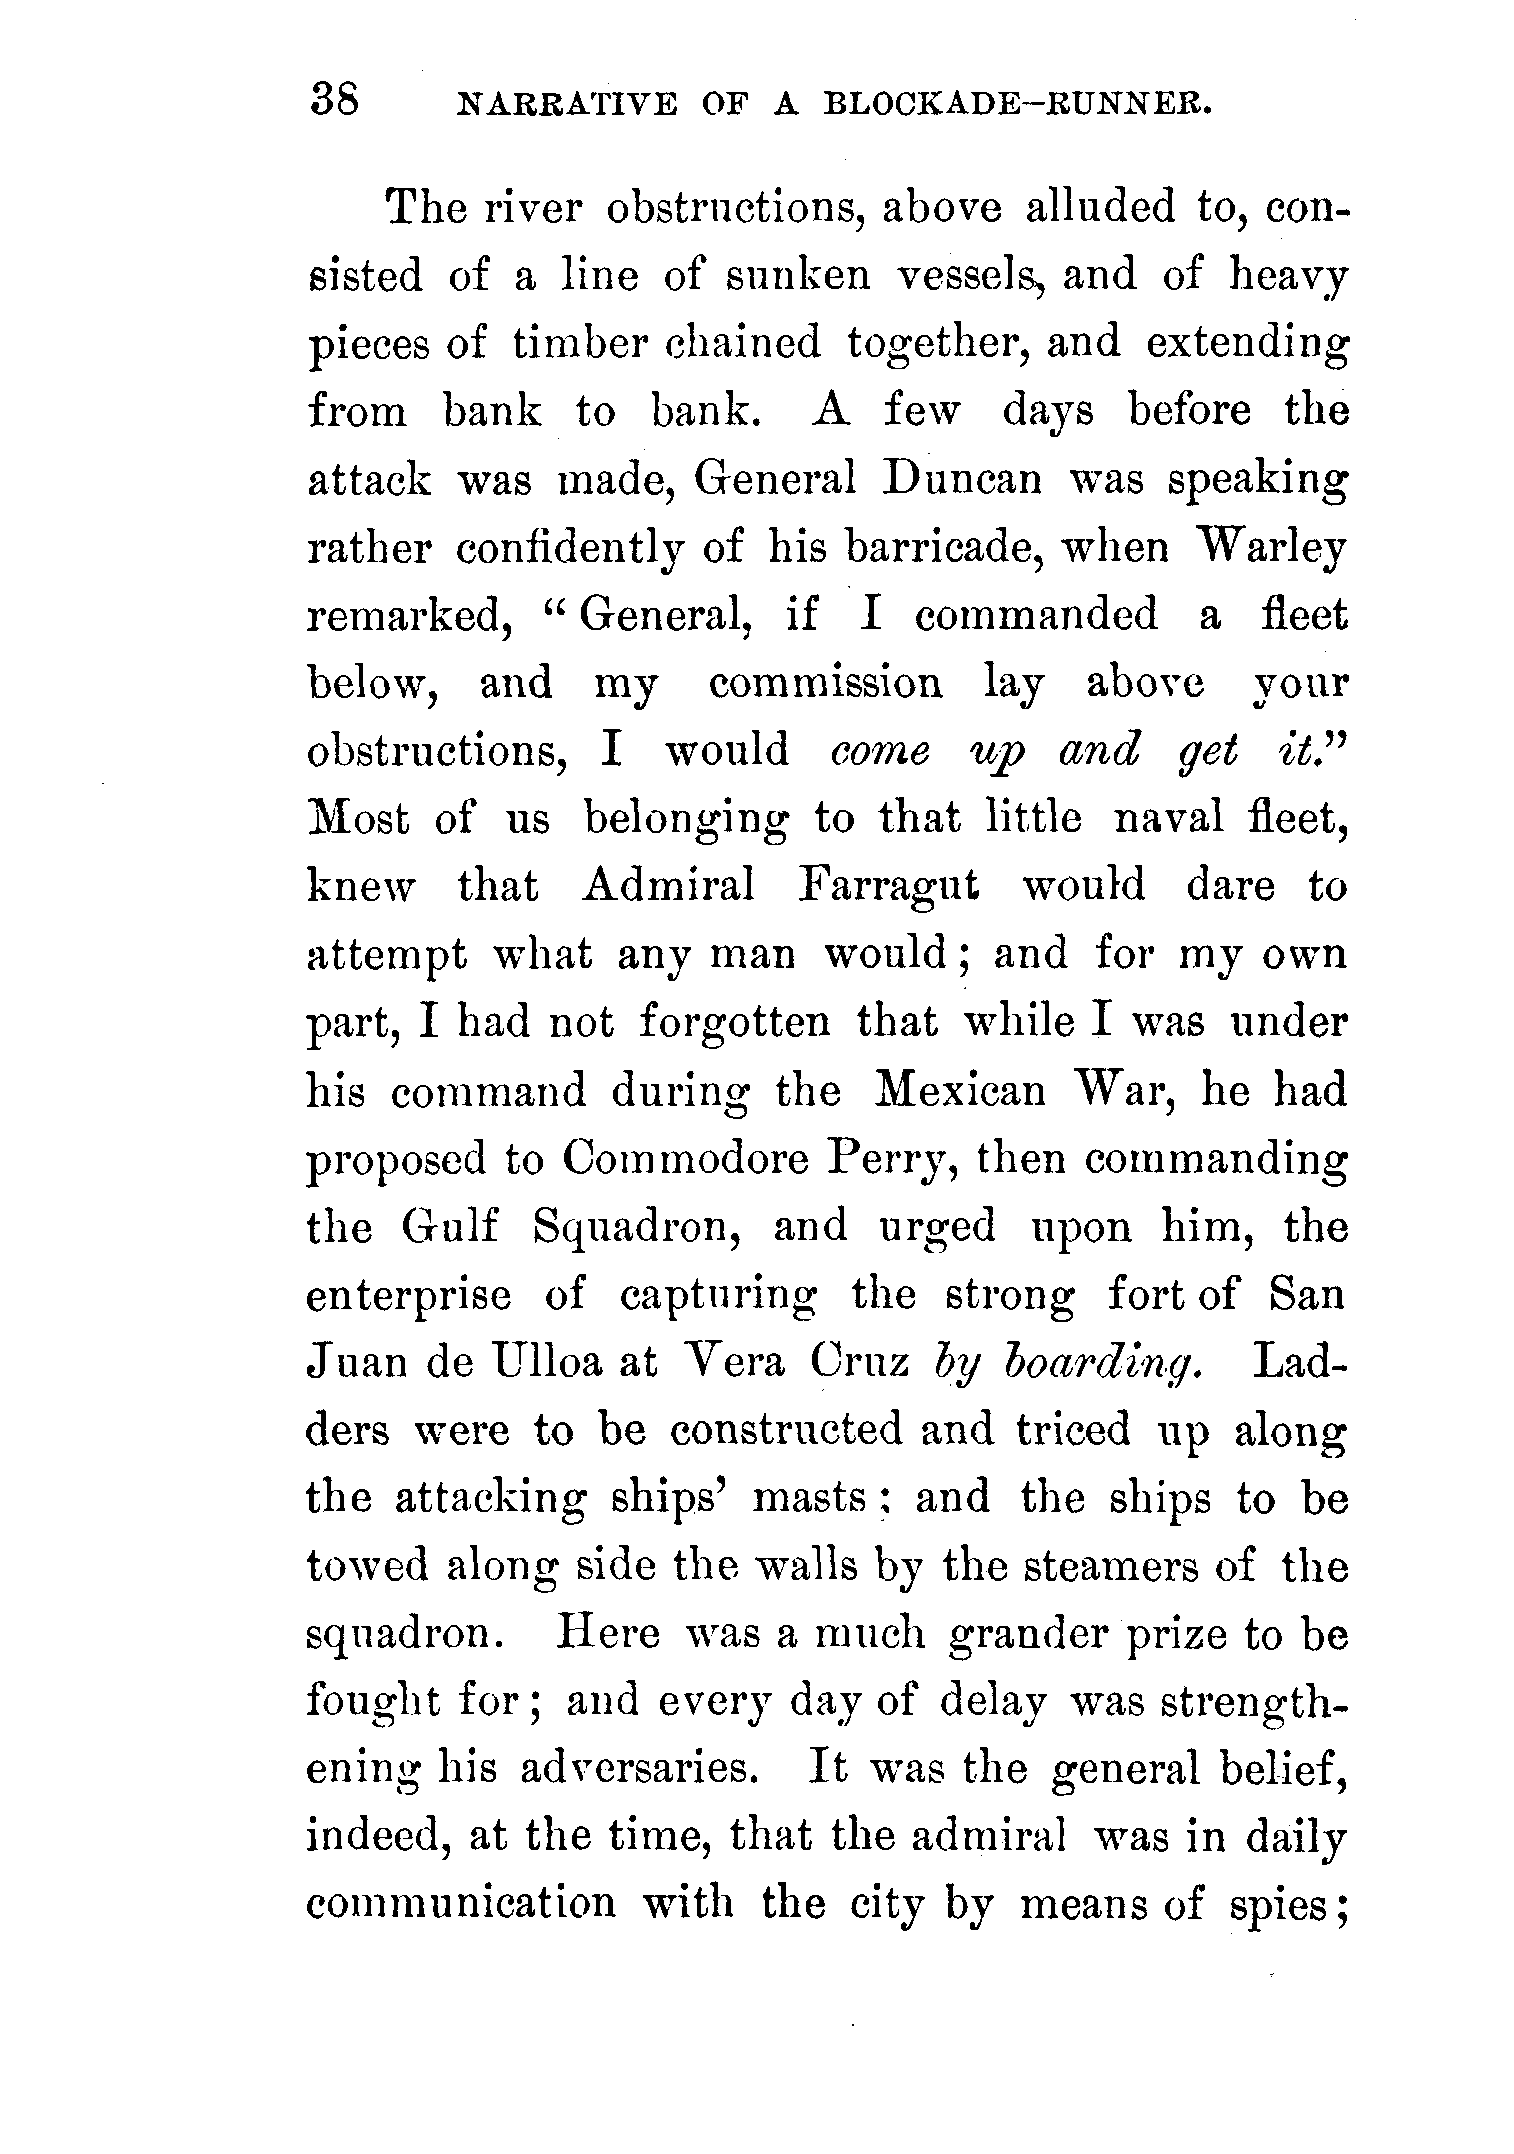 38 NARRATIVE OF A BLOCKADE-RUNNER.
The river obstructions, above alluded to, con-
sisted of a line of sunken vessels, and of heavy
pieces of timber chained together, and extending
from bank to bank. A few days before the
attack was made, General Duncan was speaking
rather confidently of his barricade, when Warley
remarked, “ General, if I commanded a fleet
below, and my commission lay above your
obstructions, I would come up and get it.”
Most of us belonging to that little naval fleet,
knew that Admiral Farragut would dare to
attempt what any man would ; and for my own
part, I had not forgotten that while I was under
his command during the Mexican War, he had
proposed to Commodore Perry, then commanding
the Gulf Squadron, and urged upon him, the
enterprise of capturing the strong fort of San
Juan de Ulloa at Vera Cruz by boarding. Lad-
ders were to be constructed and triced up along
the attacking ships’ masts ; and the ships to be
towed along side the walls by the steamers of the
squadron. Here was a much grander prize to be
fought for ; and every day of delay was strength-
ening his adversaries. It was the general belief,
indeed, at the time, that the admiral was in daily
communication with the city by means of spies ;